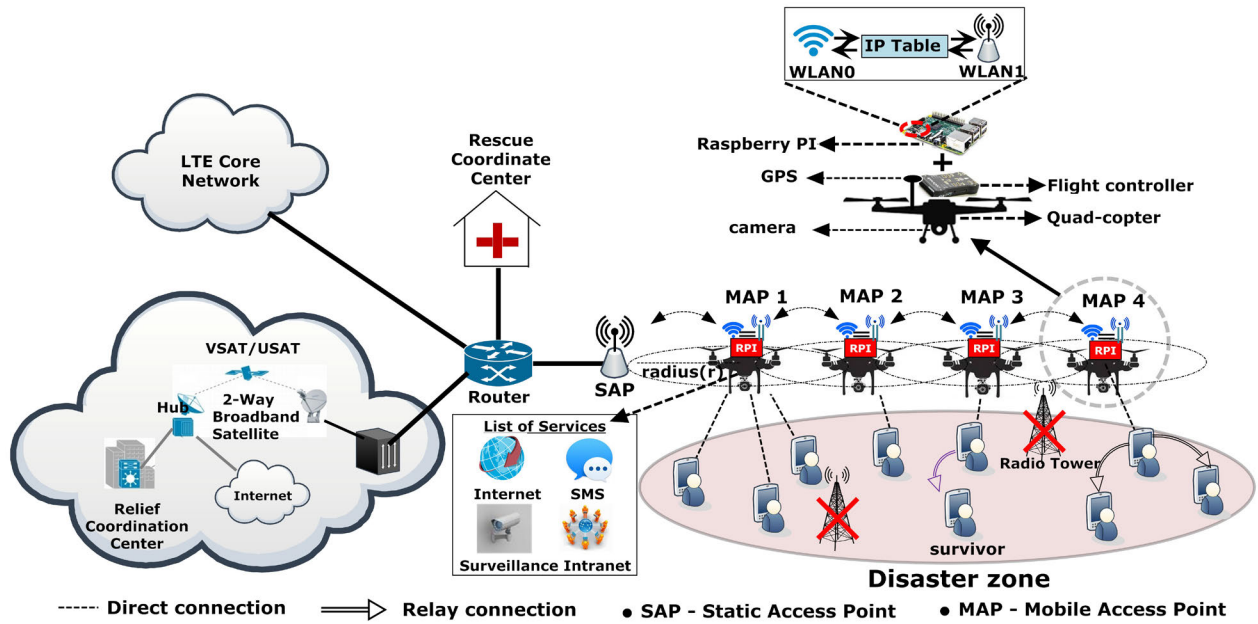 WLAN0
IP Table
WLAN1
LTE Core
Network
Rescue
Coordinate
Center
Raspberry PI
+
GPS
Flight controller
Quad-copter
camera
MAP 1
MAP 2
MAP 3
MAP 4
RPI
RPI
RPI
RPI
VSAT/USAT
Hub
2-Way
Broadband
Satellite
Internet
Relief
Coordination
Center
Router
SAP
radius(r)
List of Services
Internet
SMS
Surveillance
Intranet
Radio Tower
survivor
Disaster zone
Direct connection
Relay connection
● SAP - Static Access Point
● MAP - Mobile Access Point